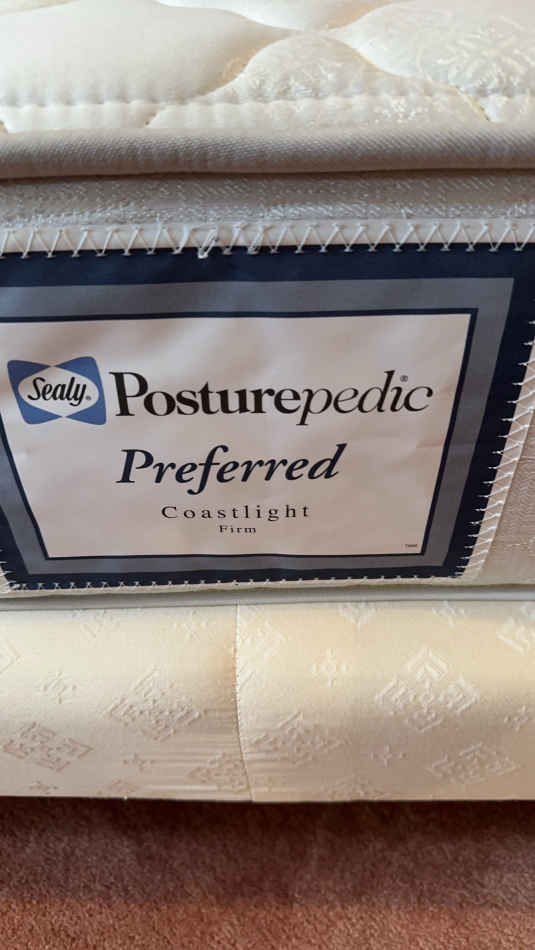 Sealy® Posturepedic®
Preferred
Coastlight
Firm